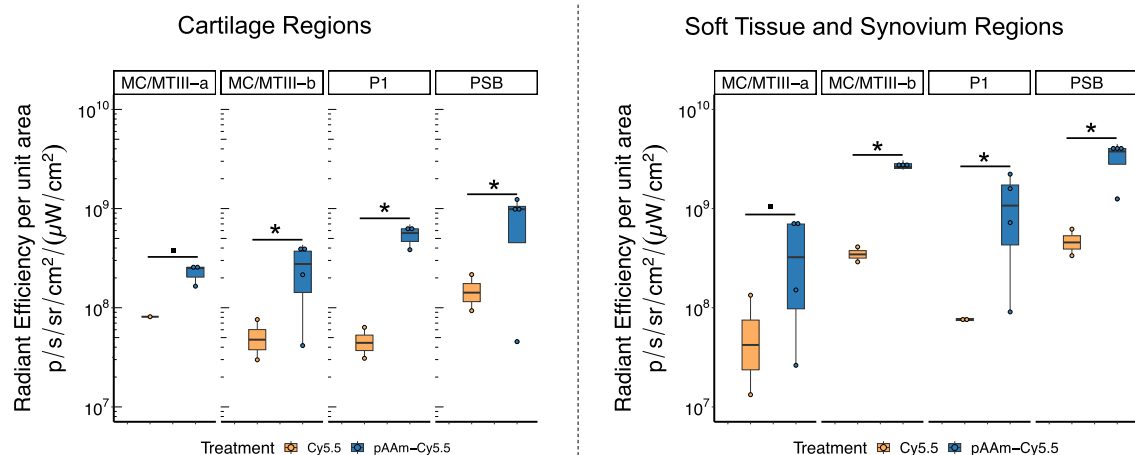 Cartilage Regions
MC/MTIII−a MC/MTIII−b P1 PSB
Radiant Efficiency per unit area
p/s/sr/cm²/(µW/cm²)
10¹⁰
10⁹
10⁸
10⁷
* * *
Treatment Cy5.5 pAAm−Cy5.5
Soft Tissue and Synovium Regions
MC/MTIII−a MC/MTIII−b P1 PSB
Radiant Efficiency per unit area
p/s/sr/cm²/(µW/cm²)
10¹⁰
10⁹
10⁸
10⁷
* * *
Treatment Cy5.5 pAAm−Cy5.5